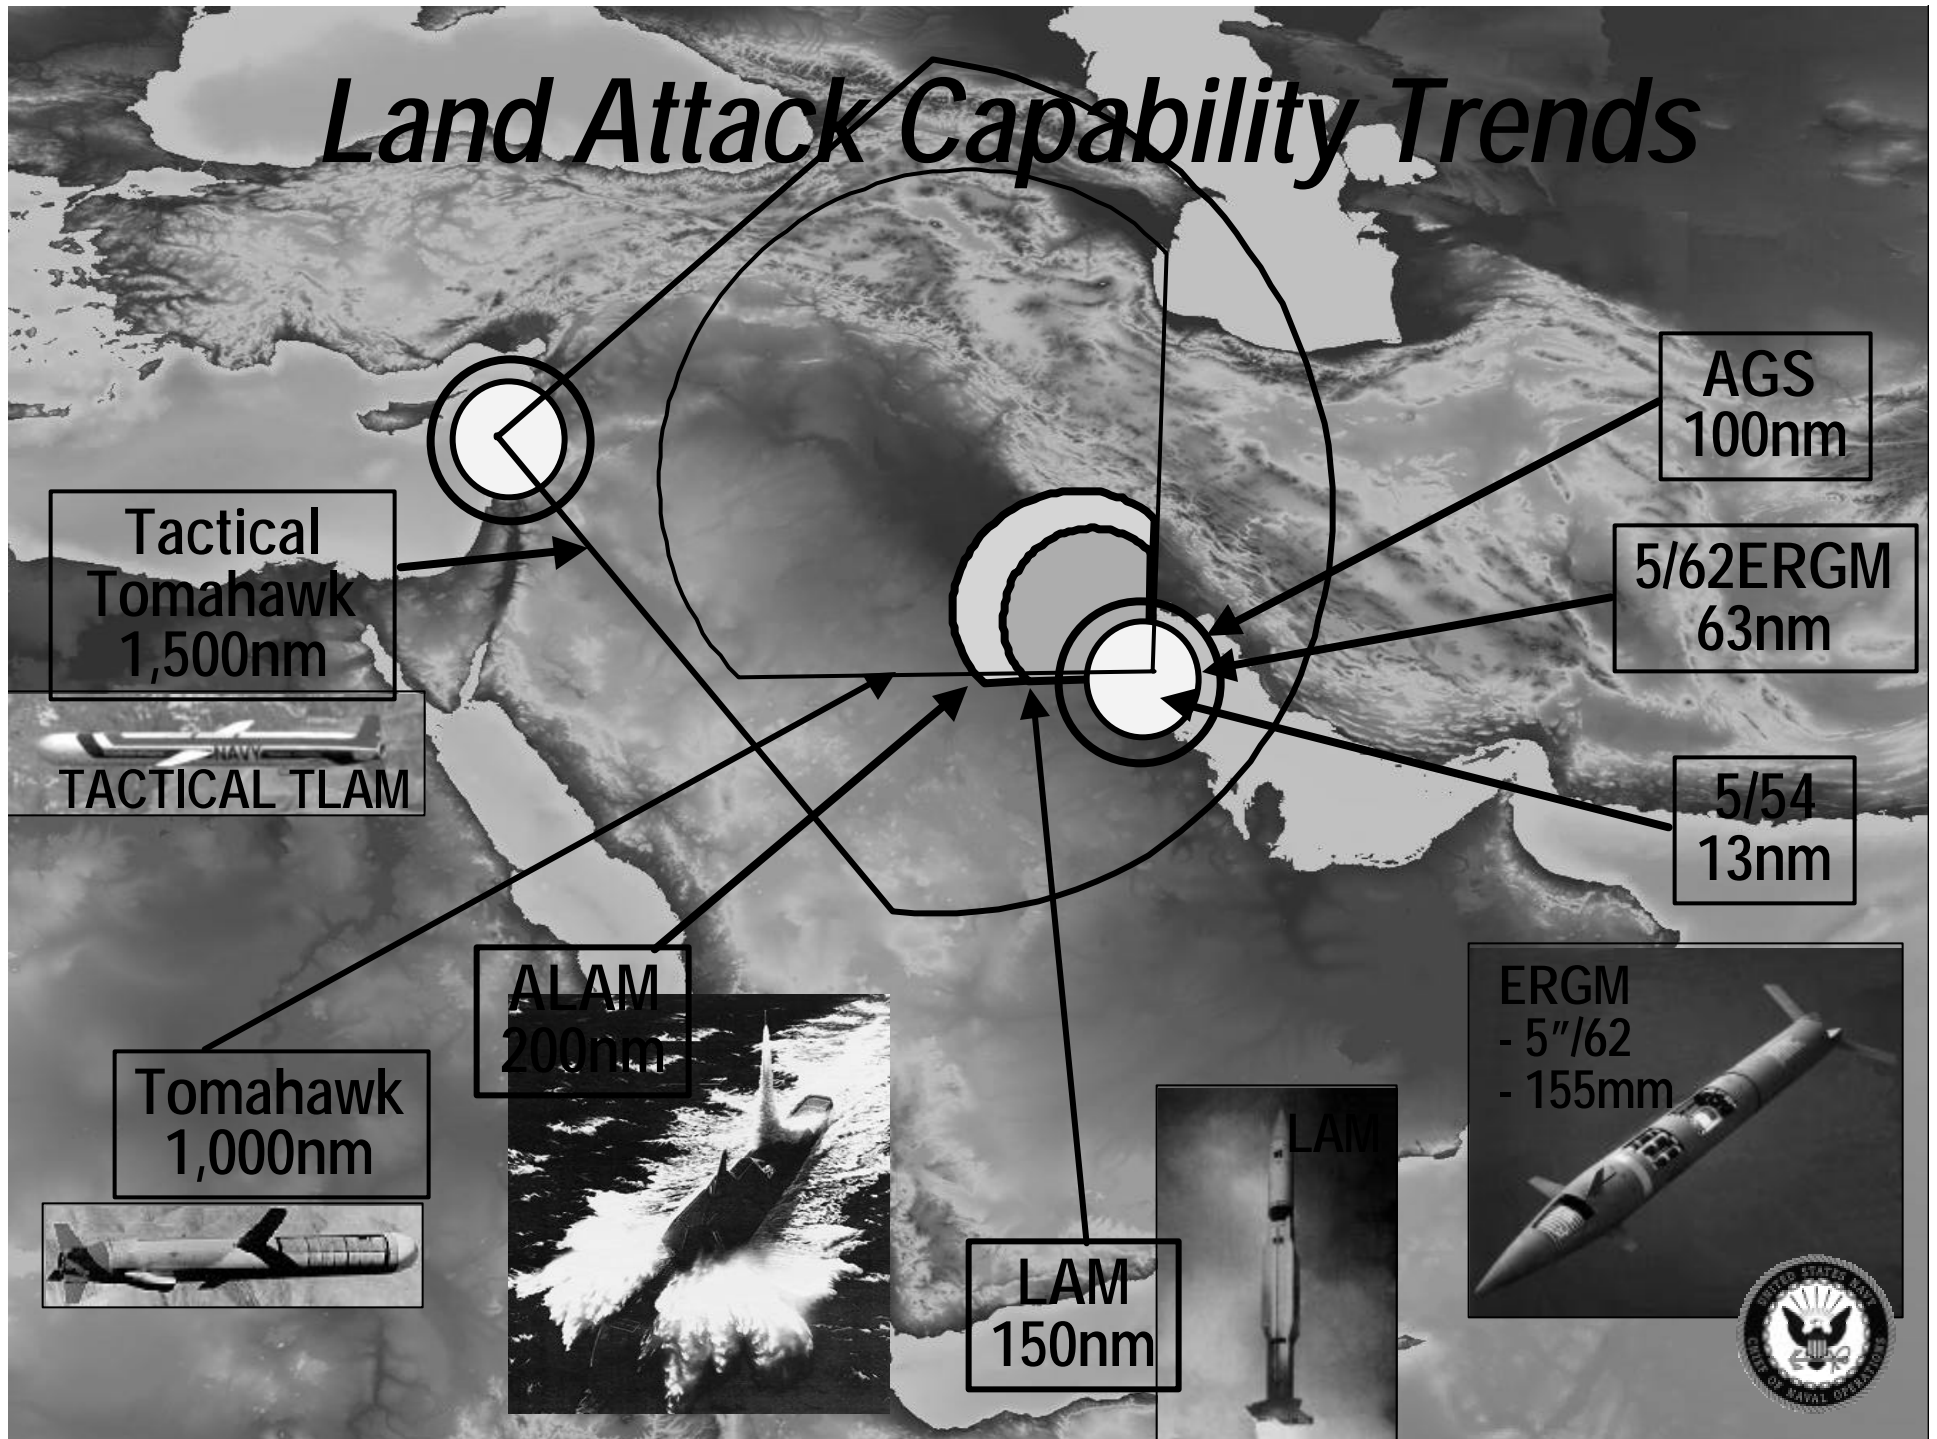 Land Attack Capability Trends
AGS
100nm
Tactical
Tomahawk
1,500nm
5/62ERGM
63nm
NAVY
TACTICAL TLAM
5/54
13nm
ALAM
200nm
ERGM
- 5″/62
- 155mm
Tomahawk
1,000nm
LAM
LAM
150nm
UNITED STATES NAVY
CHIEF OF NAVAL OPERATIONS